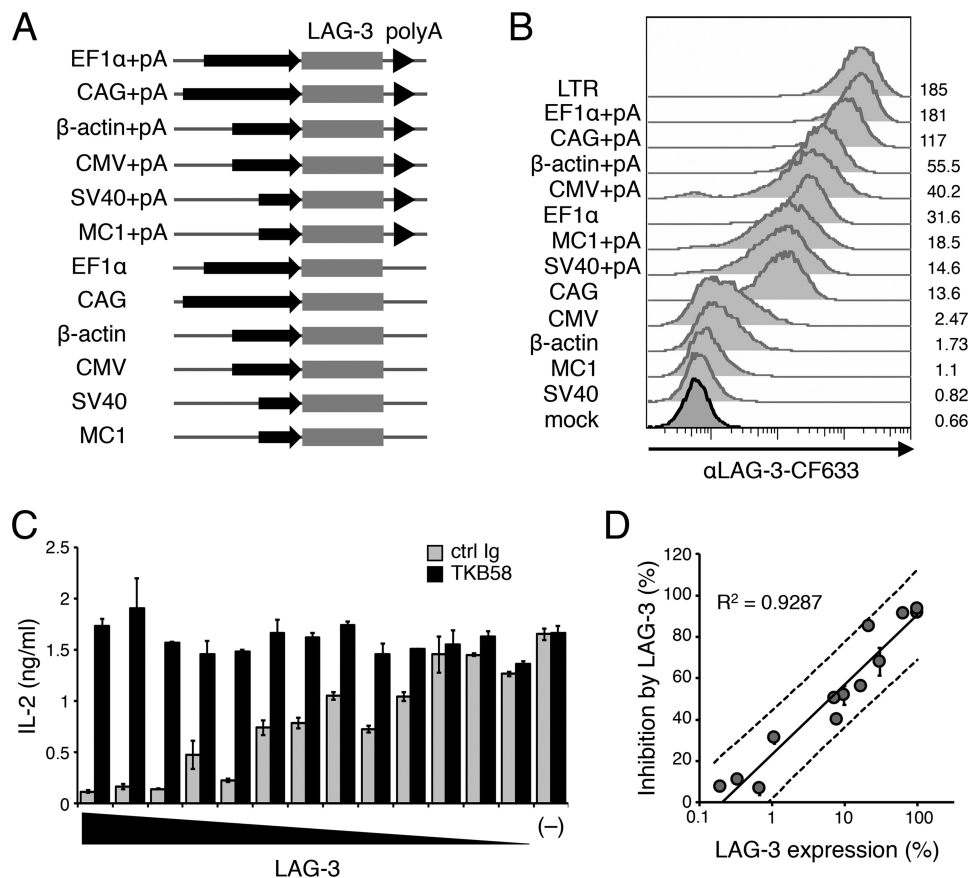 A
LAG-3 polyA
EF1α+pA
CAG+pA
β-actin+pA
CMV+pA
SV40+pA
MC1+pA
EF1α
CAG
β-actin
CMV
SV40
MC1
B
LTR 185
EF1α+pA 181
CAG+pA 117
β-actin+pA 55.5
CMV+pA 40.2
EF1α 31.6
MC1+pA 18.5
SV40+pA 14.6
CAG 13.6
CMV 2.47
β-actin 1.73
MC1 1.1
SV40 0.82
mock 0.66
αLAG-3-CF633
C
IL-2 (ng/ml)
2.5
2
1.5
1
0.5
0
ctrl Ig
TKB58
(–)
LAG-3
D
Inhibition by LAG-3 (%)
120
100
80
60
40
20
0
R² = 0.9287
0.1 1 10 100
LAG-3 expression (%)